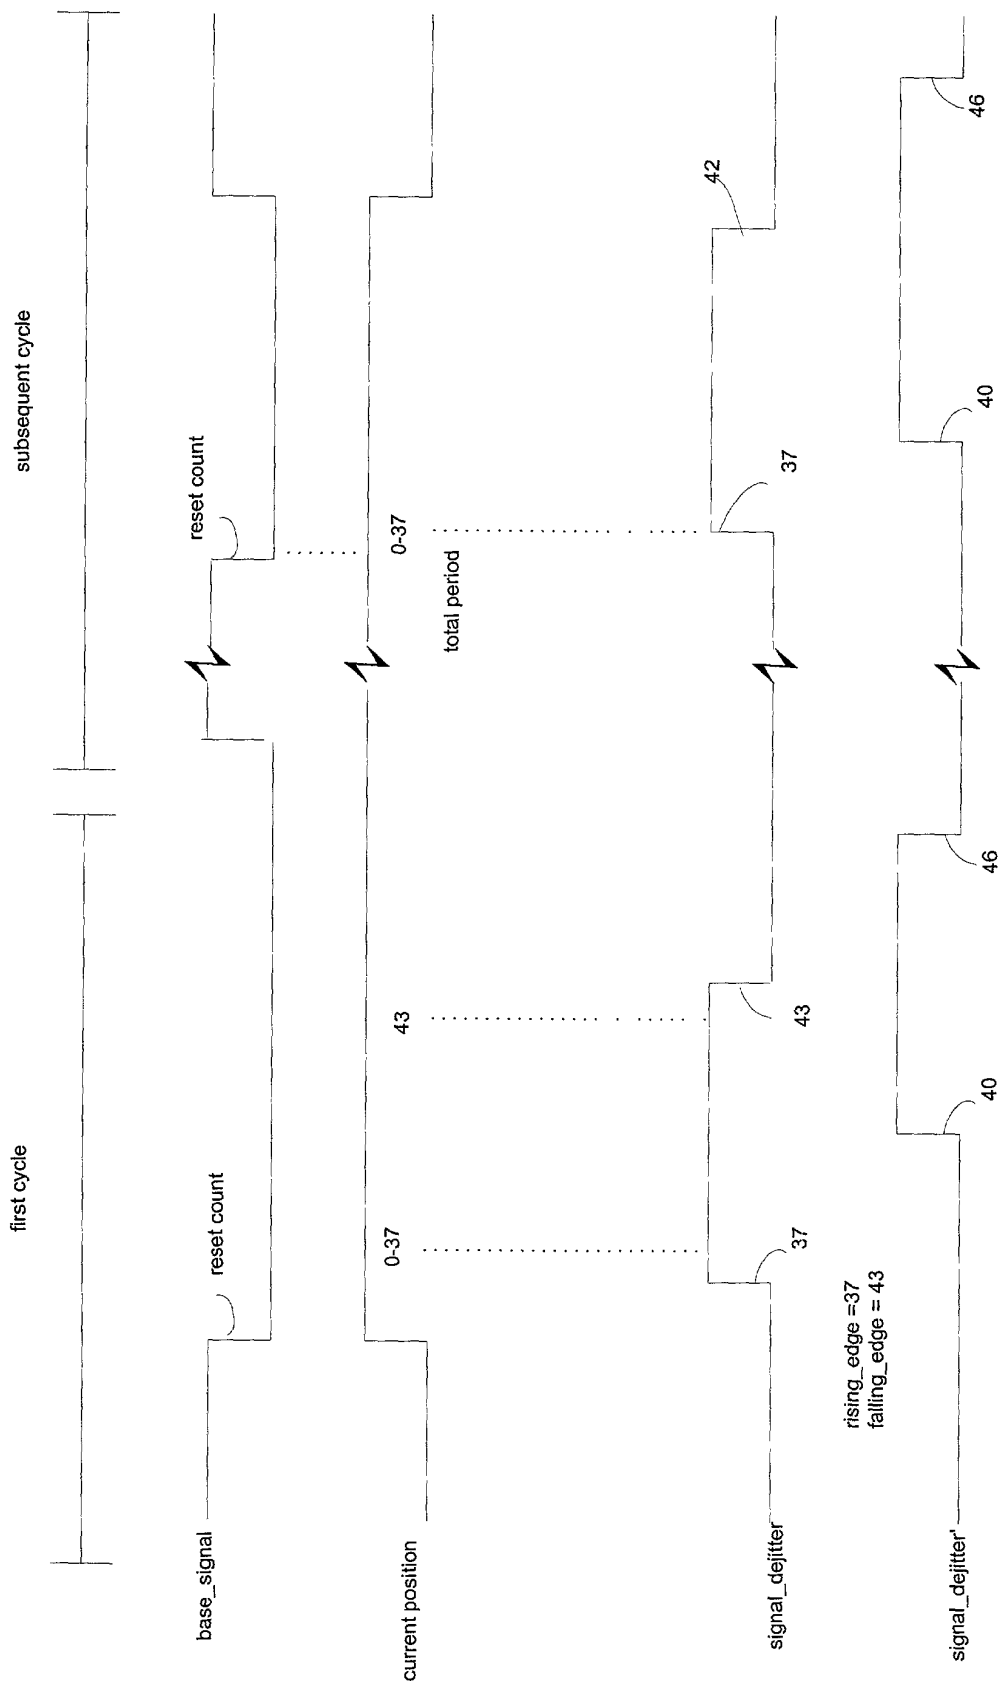 first cycle
subsequent cycle
base_signal
reset count
reset count
current position
0-37
43
0-37
total period
signal_dejitter
37
43
37
42
rising_edge =37
falling_edge = 43
signal_dejitter'
40
46
40
46